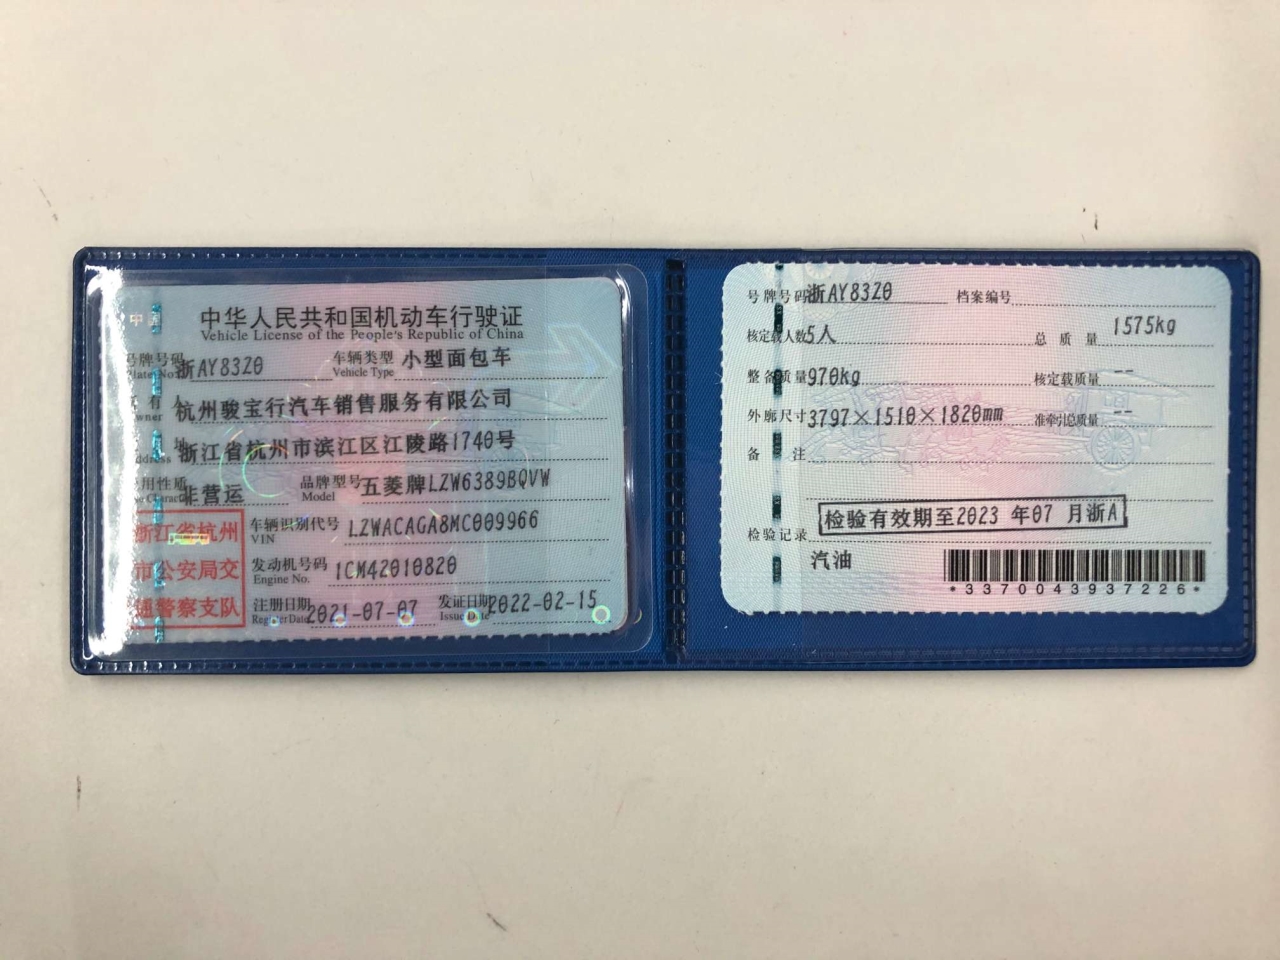 中华人民共和国机动车行驶证
Vehicle License of the People's Republic of China
号牌号码 浙AY83Z0 车辆类型 小型面包车
Plate No. Vehicle Type
杭州骏宝行汽车销售服务有限公司
浙江省杭州市滨江区江陵路1740号
Address
用性质 非营运 品牌型号 五菱牌LZW6389BQVW
Model
浙江省杭州
市公安局交
通警察支队
车辆识别代号 LZWACAGA8MC009966
VIN
发动机号码 1CM42010820
Engine No.
注册日期 2021-07-07 发证日期 2022-02-15
Register Date Issue Date
号牌号码 浙AY83Z0 档案编号
核定载人数 5人 总质量 1575kg
整备质量 970kg 核定载质量 --
外廓尺寸 3797×1510×1820mm 准牵引总质量 --
备注
检验记录 检验有效期至2023年07月浙A
汽油
*3370043937226*